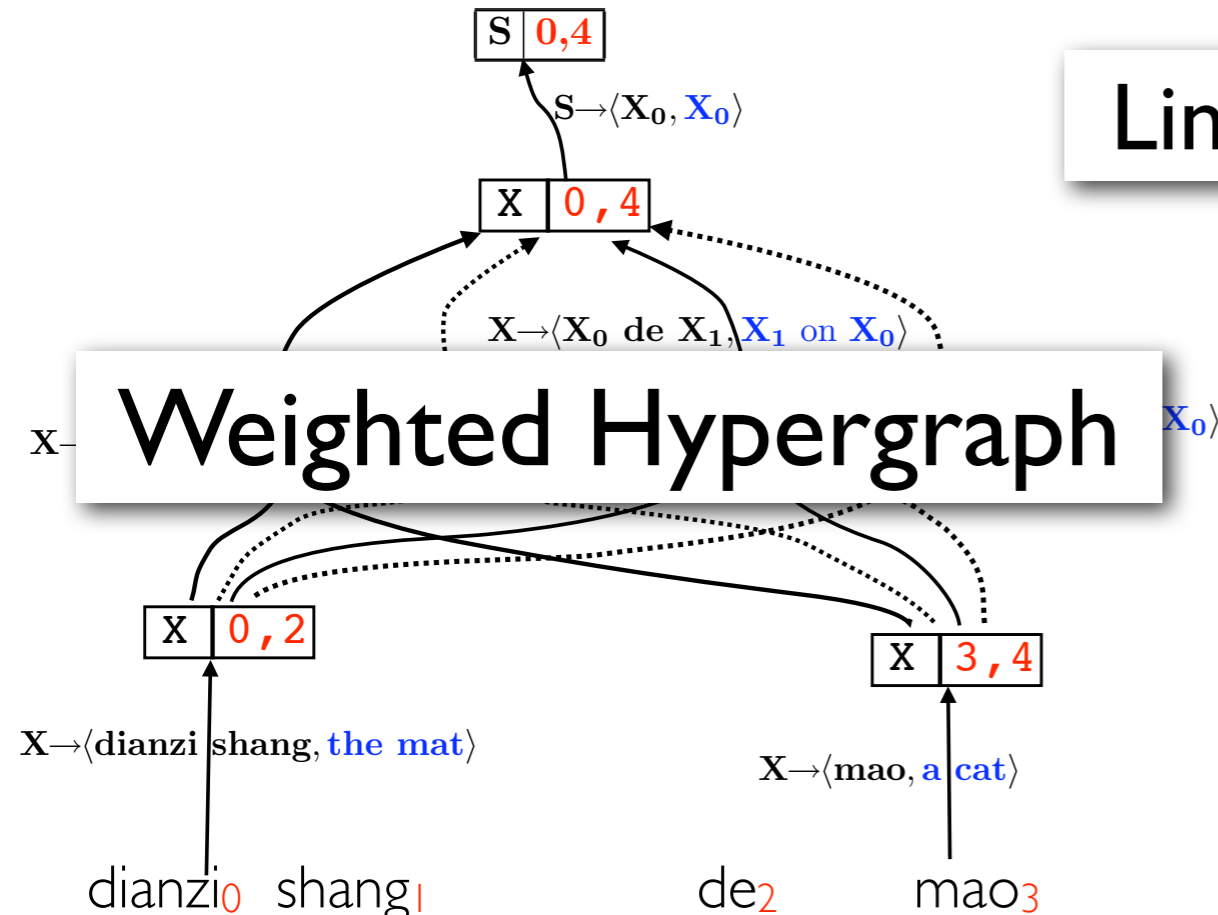 S 0,4
S→⟨X₀, X₀⟩
Lin
X 0,4
X→⟨X₀ de X₁, X₁ on X₀⟩
X→ X₀⟩
Weighted Hypergraph
X 0,2
X 3,4
X→⟨dianzi shang, the mat⟩
X→⟨mao, a cat⟩
dianzi₀ shang₁ de₂ mao₃